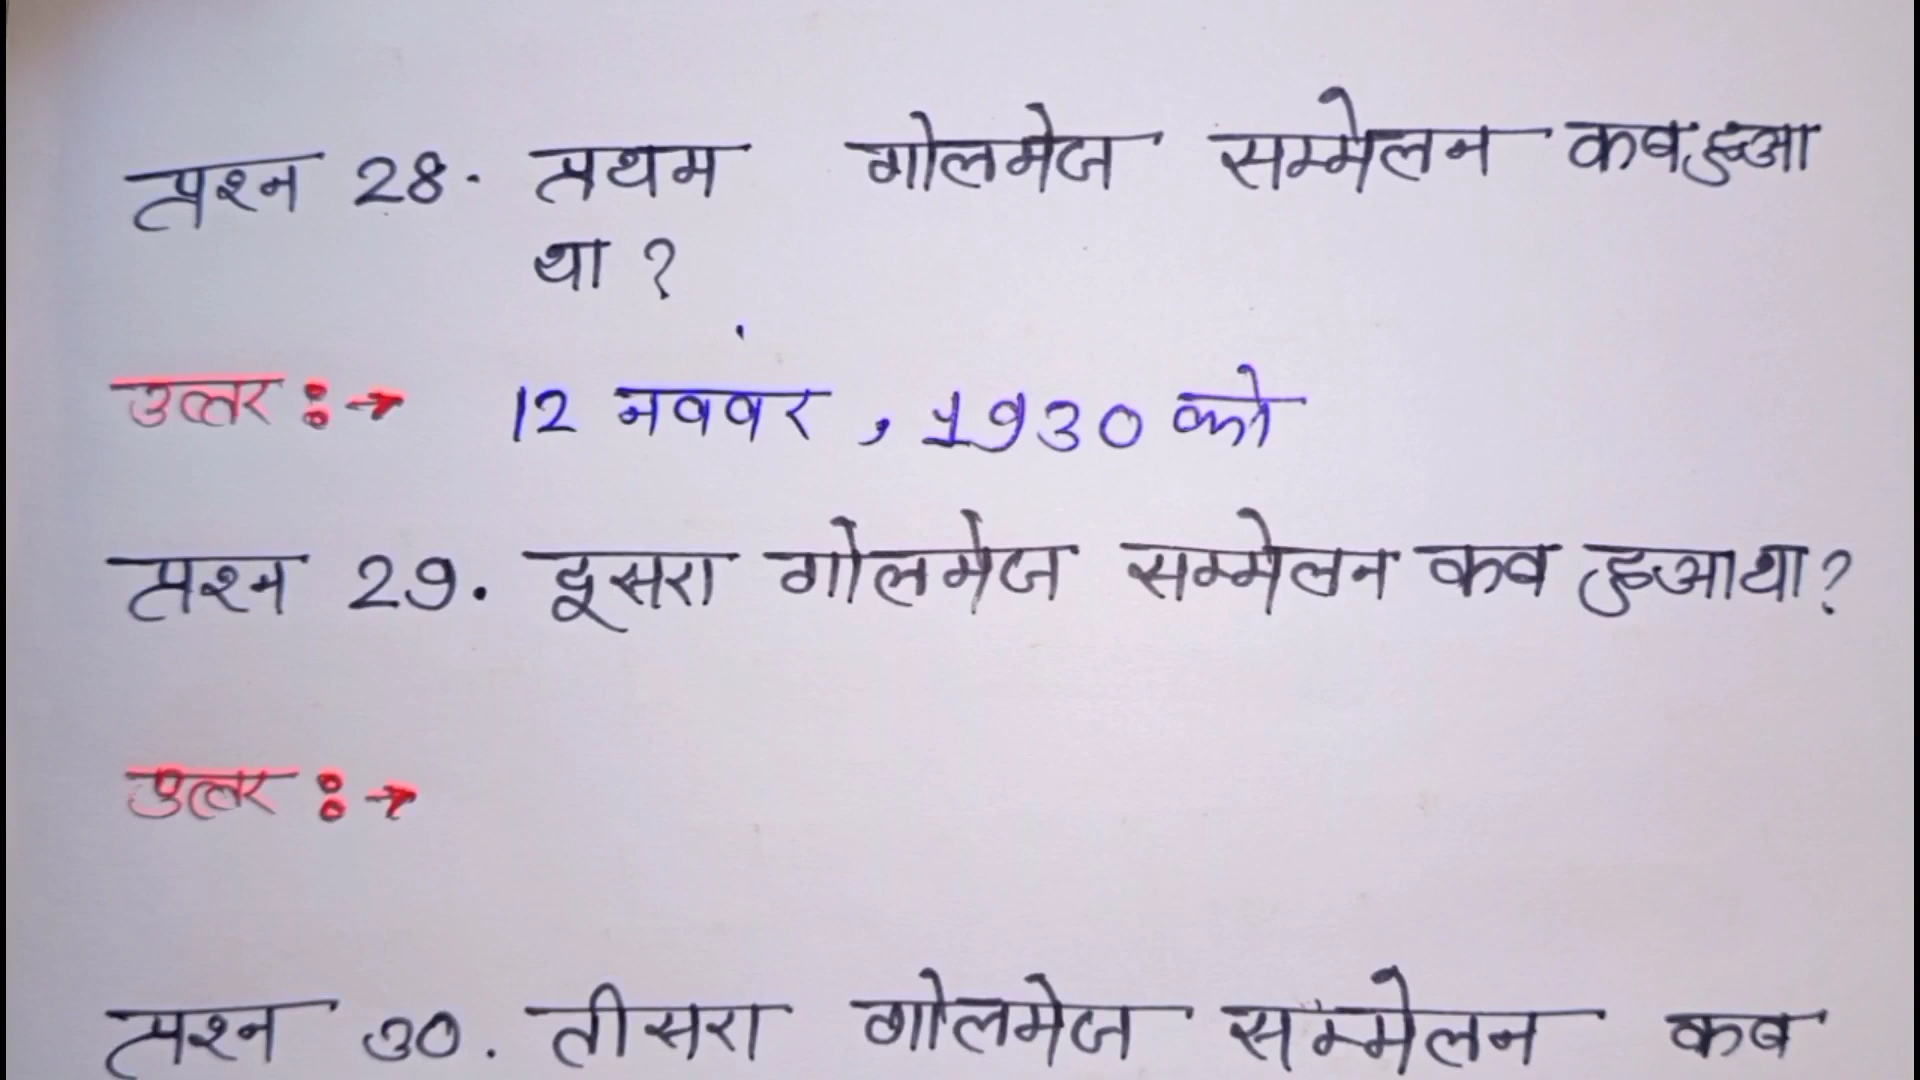 प्रश्न 28. प्रथम गोलमेज सम्मेलन कब हुआ
था ?
उत्तर :→ 12 नवंबर , 1930 को
प्रश्न 29. दूसरा गोलमेज सम्मेलन कब हुआ था ?
उत्तर :→
प्रश्न 30. तीसरा गोलमेज सम्मेलन कब